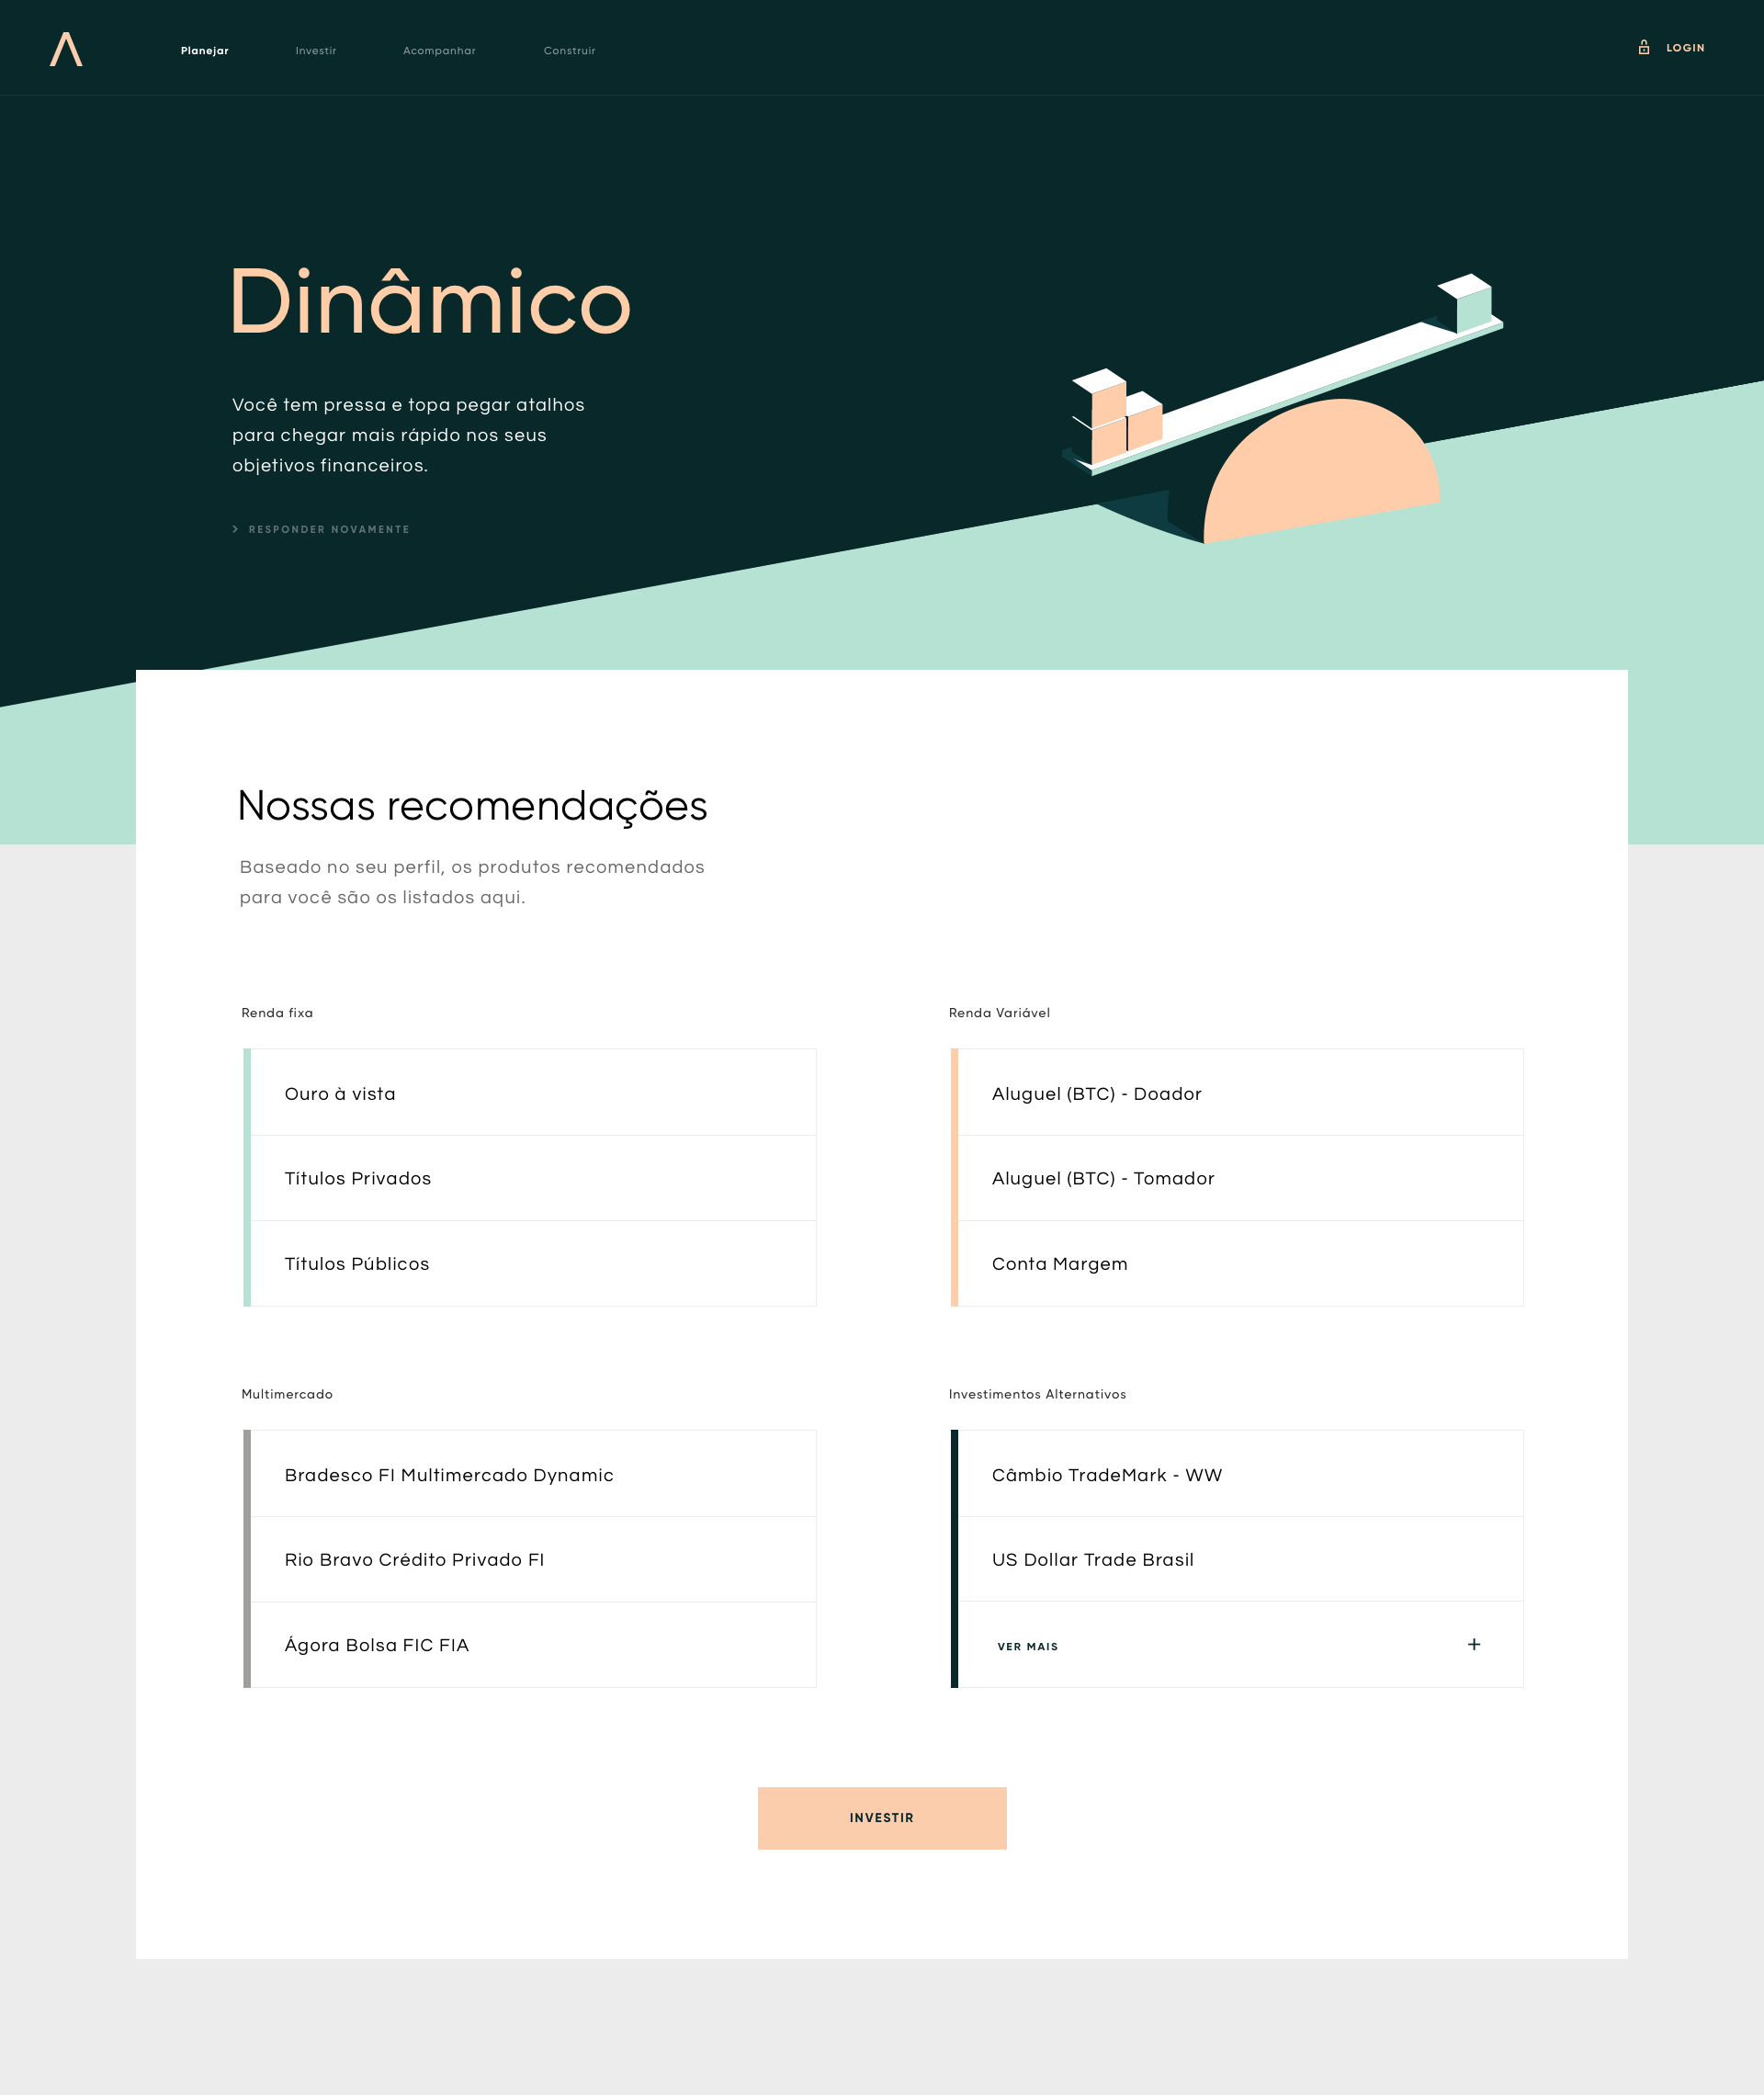 Planejar
Investir
Acompanhar
Construir
LOGIN
Dinâmico
Você tem pressa e topa pegar atalhos
para chegar mais rápido nos seus
objetivos financeiros.
RESPONDER NOVAMENTE
Nossas recomendações
Baseado no seu perfil, os produtos recomendados
para você são os listados aqui.
Renda fixa
Ouro à vista
Títulos Privados
Títulos Públicos
Renda Variável
Aluguel (BTC) - Doador
Aluguel (BTC) - Tomador
Conta Margem
Multimercado
Bradesco FI Multimercado Dynamic
Rio Bravo Crédito Privado FI
Ágora Bolsa FIC FIA
Investimentos Alternativos
Câmbio TradeMark - WW
US Dollar Trade Brasil
VER MAIS
INVESTIR